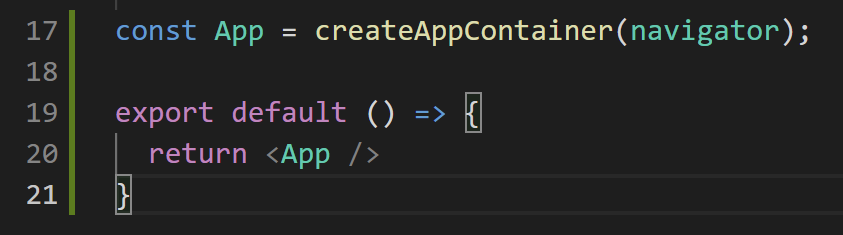 17 const App = createAppContainer(navigator);
18
19 export default () => {
20   return <App />
21 }